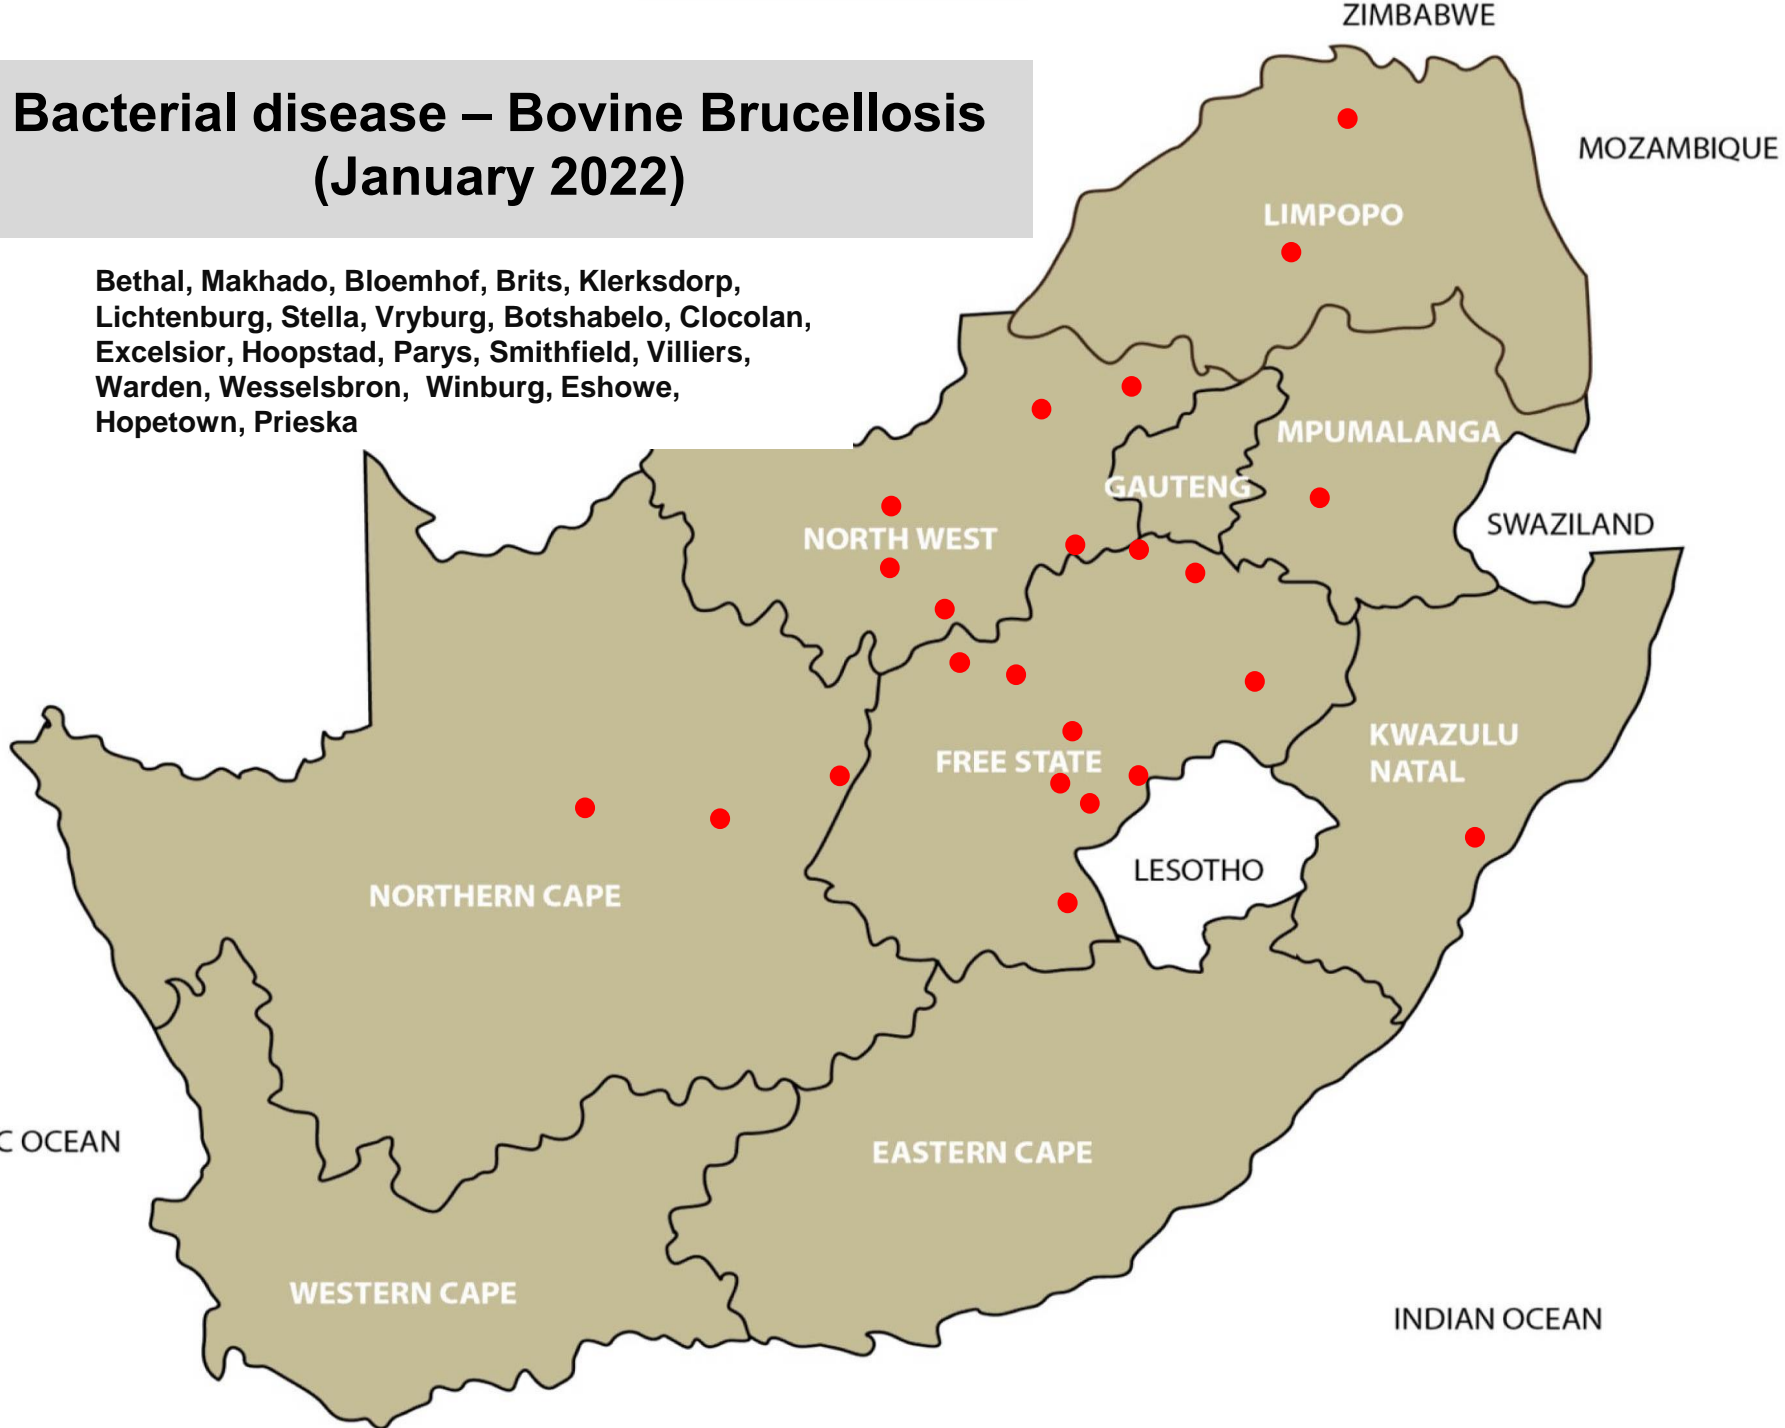 ZIMBABWE
Bacterial disease – Bovine Brucellosis
(January 2022)
MOZAMBIQUE
LIMPOPO
Bethal, Makhado, Bloemhof, Brits, Klerksdorp,
Lichtenburg, Stella, Vryburg, Botshabelo, Clocolan,
Excelsior, Hoopstad, Parys, Smithfield, Villiers,
Warden, Wesselsbron, Winburg, Eshowe,
Hopetown, Prieska
MPUMALANGA
GAUTENG
SWAZILAND
NORTH WEST
KWAZULU
NATAL
FREE STATE
LESOTHO
NORTHERN CAPE
C OCEAN
EASTERN CAPE
WESTERN CAPE
INDIAN OCEAN